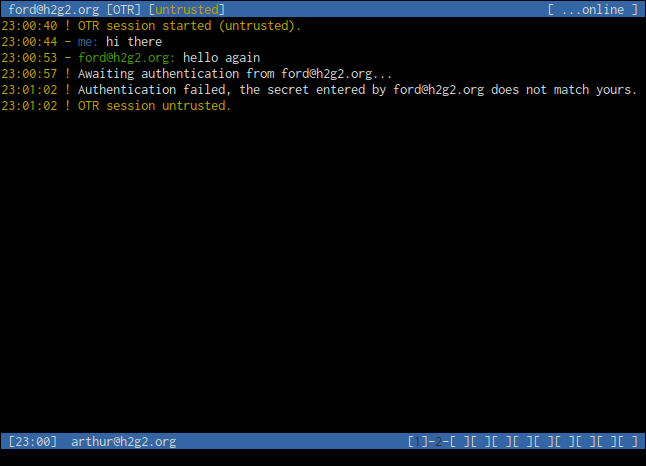 ford@h2g2.org [OTR] [untrusted] [ ...online ]
23:00:40 ! OTR session started (untrusted).
23:00:44 - me: hi there
23:00:53 - ford@h2g2.org: hello again
23:00:57 ! Awaiting authentication from ford@h2g2.org...
23:01:02 ! Authentication failed, the secret entered by ford@h2g2.org does not match yours.
23:01:02 ! OTR session untrusted.
[23:00] arthur@h2g2.org [1]-2-[ ][ ][ ][ ][ ][ ][ ][ ][ ]